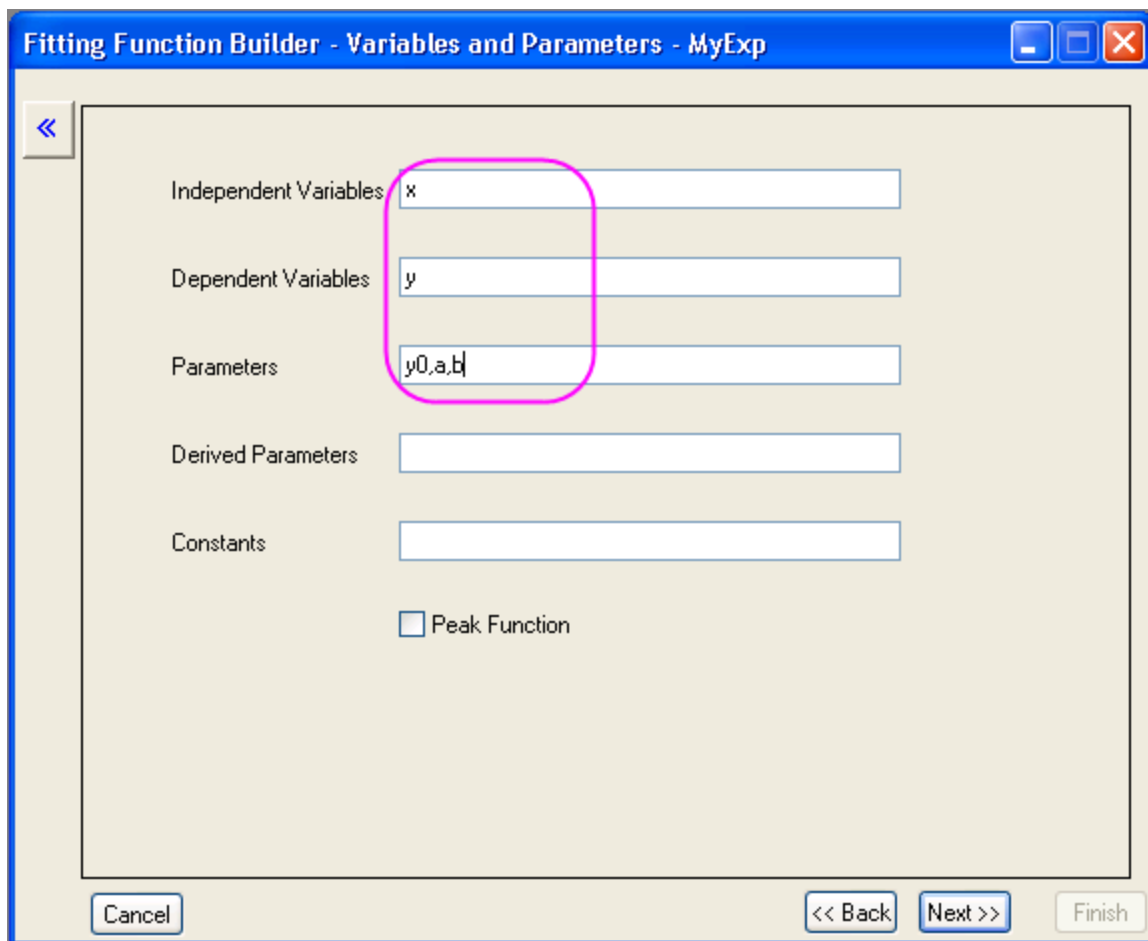 Fitting Function Builder - Variables and Parameters - MyExp
«
Independent Variables x
Dependent Variables y
Parameters y0,a,b
Derived Parameters
Constants
Peak Function
Cancel << Back Next >> Finish